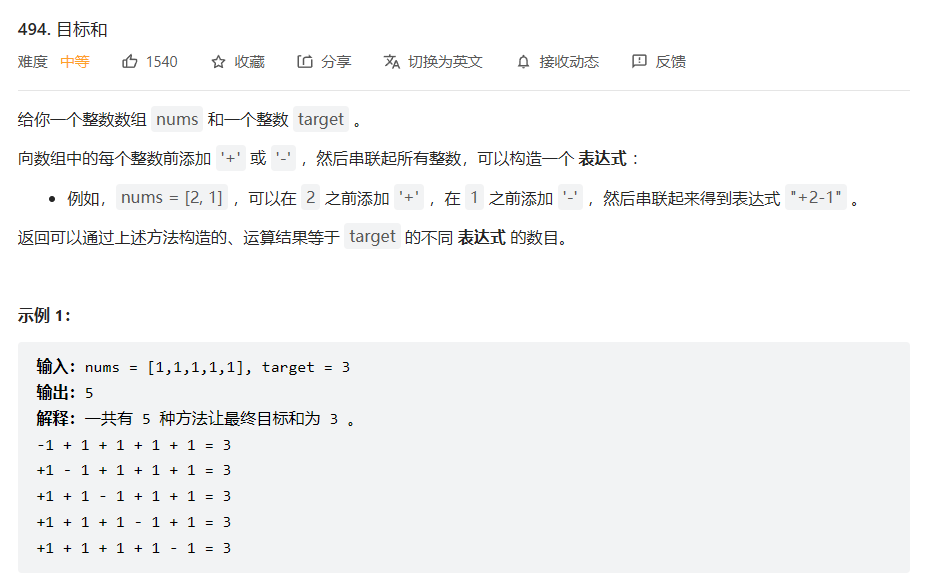 494. 目标和
难度 中等 1540 收藏 分享 切换为英文 接收动态 反馈
给你一个整数数组 nums 和一个整数 target 。
向数组中的每个整数前添加 '+' 或 '-' ，然后串联起所有整数，可以构造一个 表达式 ：
• 例如，nums = [2, 1] ，可以在 2 之前添加 '+' ，在 1 之前添加 '-' ，然后串联起来得到表达式 "+2-1" 。
返回可以通过上述方法构造的、运算结果等于 target 的不同 表达式 的数目。
示例 1：
输入：nums = [1,1,1,1,1], target = 3
输出：5
解释：一共有 5 种方法让最终目标和为 3 。
-1 + 1 + 1 + 1 + 1 = 3
+1 - 1 + 1 + 1 + 1 = 3
+1 + 1 - 1 + 1 + 1 = 3
+1 + 1 + 1 - 1 + 1 = 3
+1 + 1 + 1 + 1 - 1 = 3